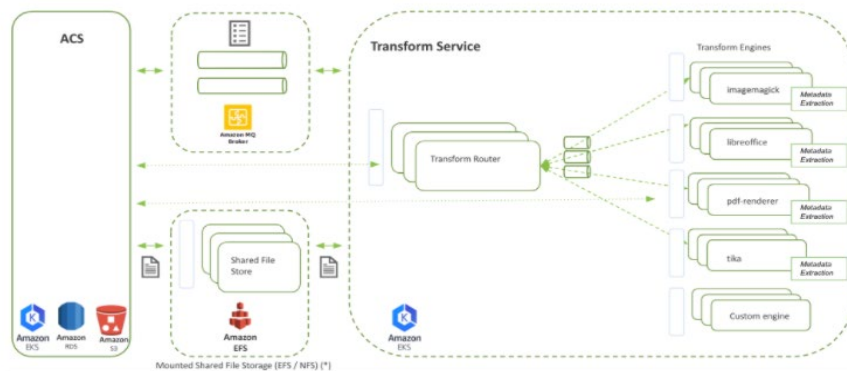 ACS
Transform Service
Transform Engines
imagemagick
Metadata
Extraction
Amazon MQ
Broker
libreoffice
Metadata
Extraction
Transform Router
pdf-renderer
Metadata
Extraction
Shared File
Store
tika
Metadata
Extraction
Amazon
EKS
Amazon
RDS
Amazon
S3
Amazon
EFS
Amazon
EKS
Custom engine
Mounted Shared File Storage (EFS / NFS) (*)